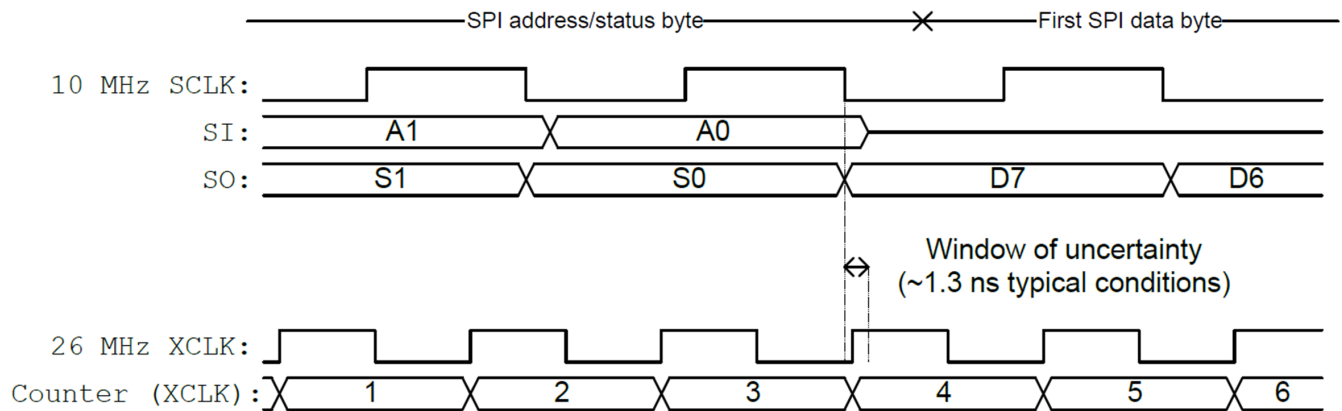 SPI address/status byte First SPI data byte
10 MHz SCLK:
SI: A1 A0
SO: S1 S0 D7 D6
Window of uncertainty
(~1.3 ns typical conditions)
26 MHz XCLK:
Counter (XCLK): 1 2 3 4 5 6